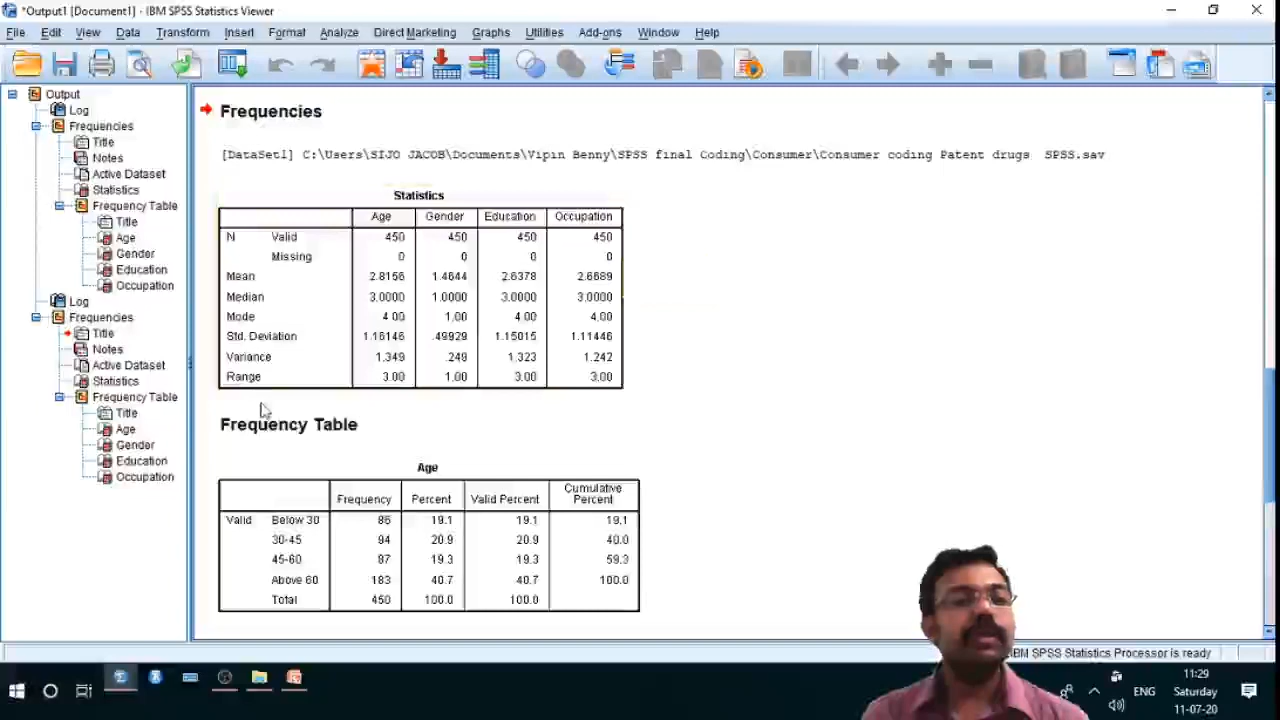 *Output1 [Document1] - IBM SPSS Statistics Viewer
File Edit View Data Transform Insert Format Analyze Direct Marketing Graphs Utilities Add-ons Window Help
Output
Log
Frequencies
Title
Notes
Active Dataset
Statistics
Frequency Table
Title
Age
Gender
Education
Occupation
Log
Frequencies
Title
Notes
Active Dataset
Statistics
Frequency Table
Title
Age
Gender
Education
Occupation
Frequencies
[DataSet1] C:\Users\SIJO JACOB\Documents\Vipin Benny\SPSS final Coding\Consumer\Consumer coding Patent drugs SPSS.sav
Statistics
Age Gender Education Occupation
N Valid 450 450 450 450
Missing 0 0 0 0
Mean 2.8156 1.4644 2.6378 2.6689
Median 3.0000 1.0000 3.0000 3.0000
Mode 4.00 1.00 4.00 4.00
Std. Deviation 1.16146 .49929 1.15015 1.11446
Variance 1.349 .249 1.323 1.242
Range 3.00 1.00 3.00 3.00
Frequency Table
Age
Frequency Percent Valid Percent Cumulative Percent
Valid Below 30 86 19.1 19.1 19.1
30-45 94 20.9 20.9 40.0
45-60 87 19.3 19.3 59.3
Above 60 183 40.7 40.7 100.0
Total 450 100.0 100.0
IBM SPSS Statistics Processor is ready
11:29
ENG Saturday
11-07-20